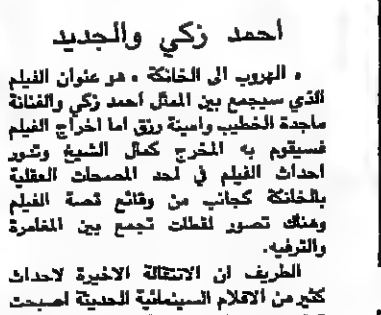 احمد زكي والجديد
« الهروب الى الخانكة » هو عنوان الفيلم
الذي سيجمع بين الممثل احمد زكي والفنانة
ماجدة الخطيب وامينة رزق اما اخراج الفيلم
فسيقوم به المخرج كمال الشيخ وتدور
احداث الفيلم في احد المصحات العقلية
بالخانكة كجانب من وقائع قصة الفيلم
وهناك تصور لقطات تجمع بين المغامرة
والترفيه.
الطريف ان الانتقالة الاخيرة لاحداث
كثير من الافلام السينمائية الحديثة اصبحت